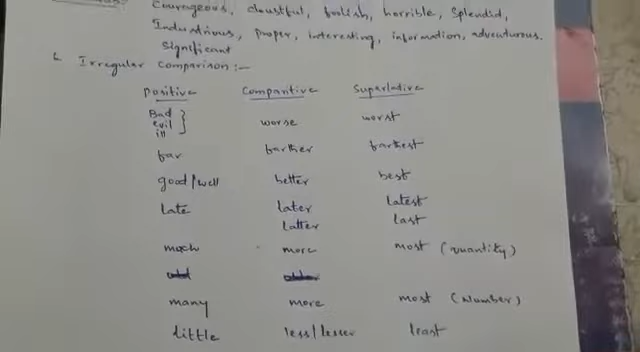 Courageous, doubtful, foolish, horrible, Splendid,
Industrious, proper, interesting, information, adventurous.
Significant
Irregular Comparison :-
Positive Comparitive Superlative
Bad
evil } worse worst
ill
far farther farthest
good/well better best
late later latest
latter last
much more most (quantity)
many more most (Number)
little less/lesser least